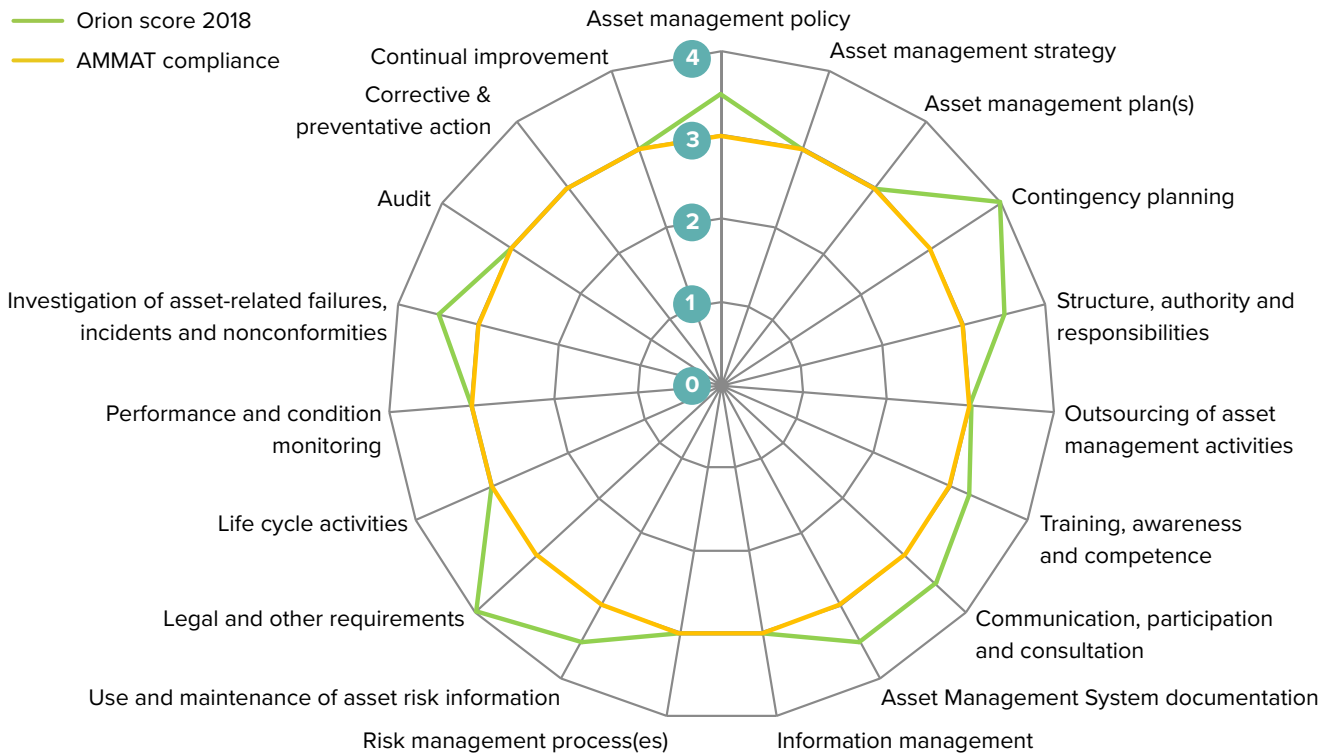 Orion score 2018
AMMAT compliance
Asset management policy
Asset management strategy
Asset management plan(s)
Contingency planning
Structure, authority and
responsibilities
Outsourcing of asset
management activities
Training, awareness
and competence
Communication, participation
and consultation
Asset Management System documentation
Information management
Risk management process(es)
Use and maintenance of asset risk information
Legal and other requirements
Life cycle activities
Performance and condition
monitoring
Investigation of asset-related failures,
incidents and nonconformities
Audit
Corrective &
preventative action
Continual improvement
4
3
2
1
0